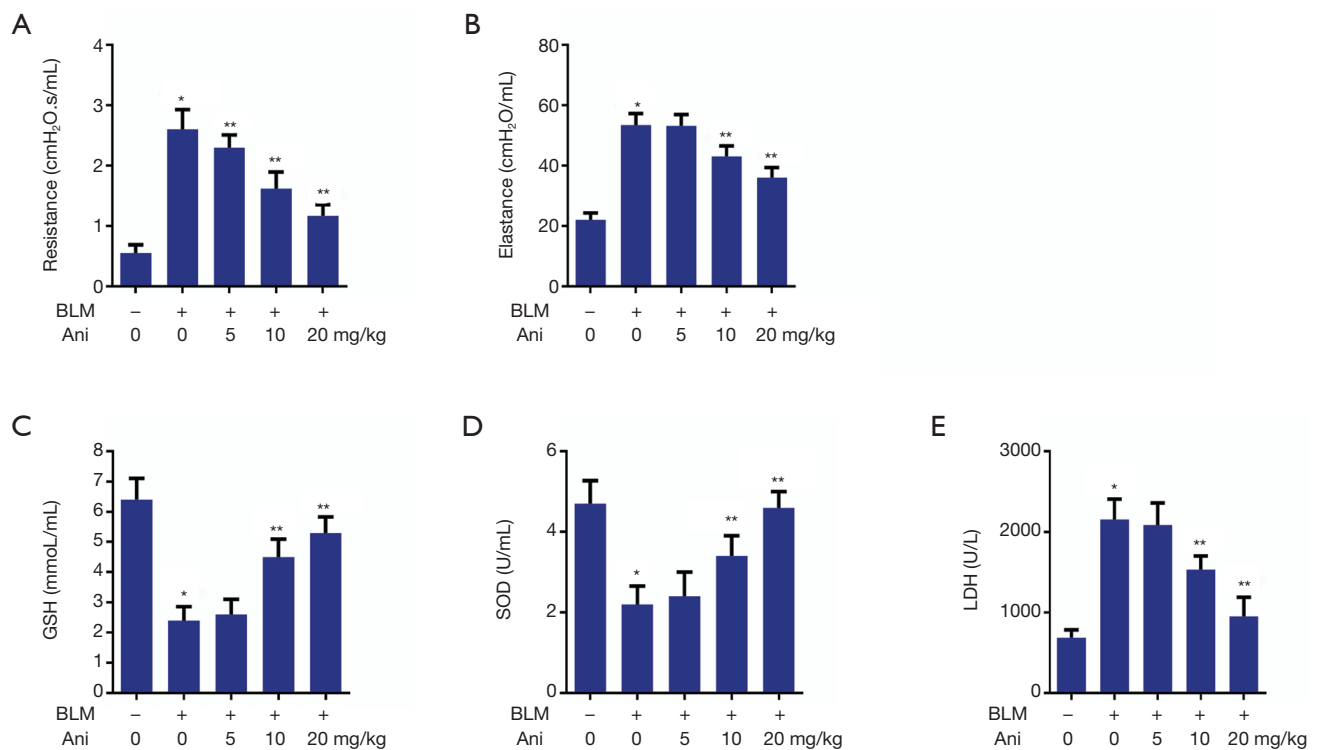 A
Resistance (cmH₂O.s/mL)
4
3
2
1
0
*
**
**
**
BLM – + + + +
Ani 0 0 5 10 20 mg/kg
B
Elastance (cmH₂O/mL)
80
60
40
20
0
*
**
**
BLM – + + + +
Ani 0 0 5 10 20 mg/kg
C
GSH (mmoL/mL)
8
7
6
5
4
3
2
1
0
*
**
**
BLM – + + + +
Ani 0 0 5 10 20 mg/kg
D
SOD (U/mL)
6
4
2
0
*
**
**
BLM – + + + +
Ani 0 0 5 10 20 mg/kg
E
LDH (U/L)
3000
2000
1000
0
*
**
**
BLM – + + + +
Ani 0 0 5 10 20 mg/kg